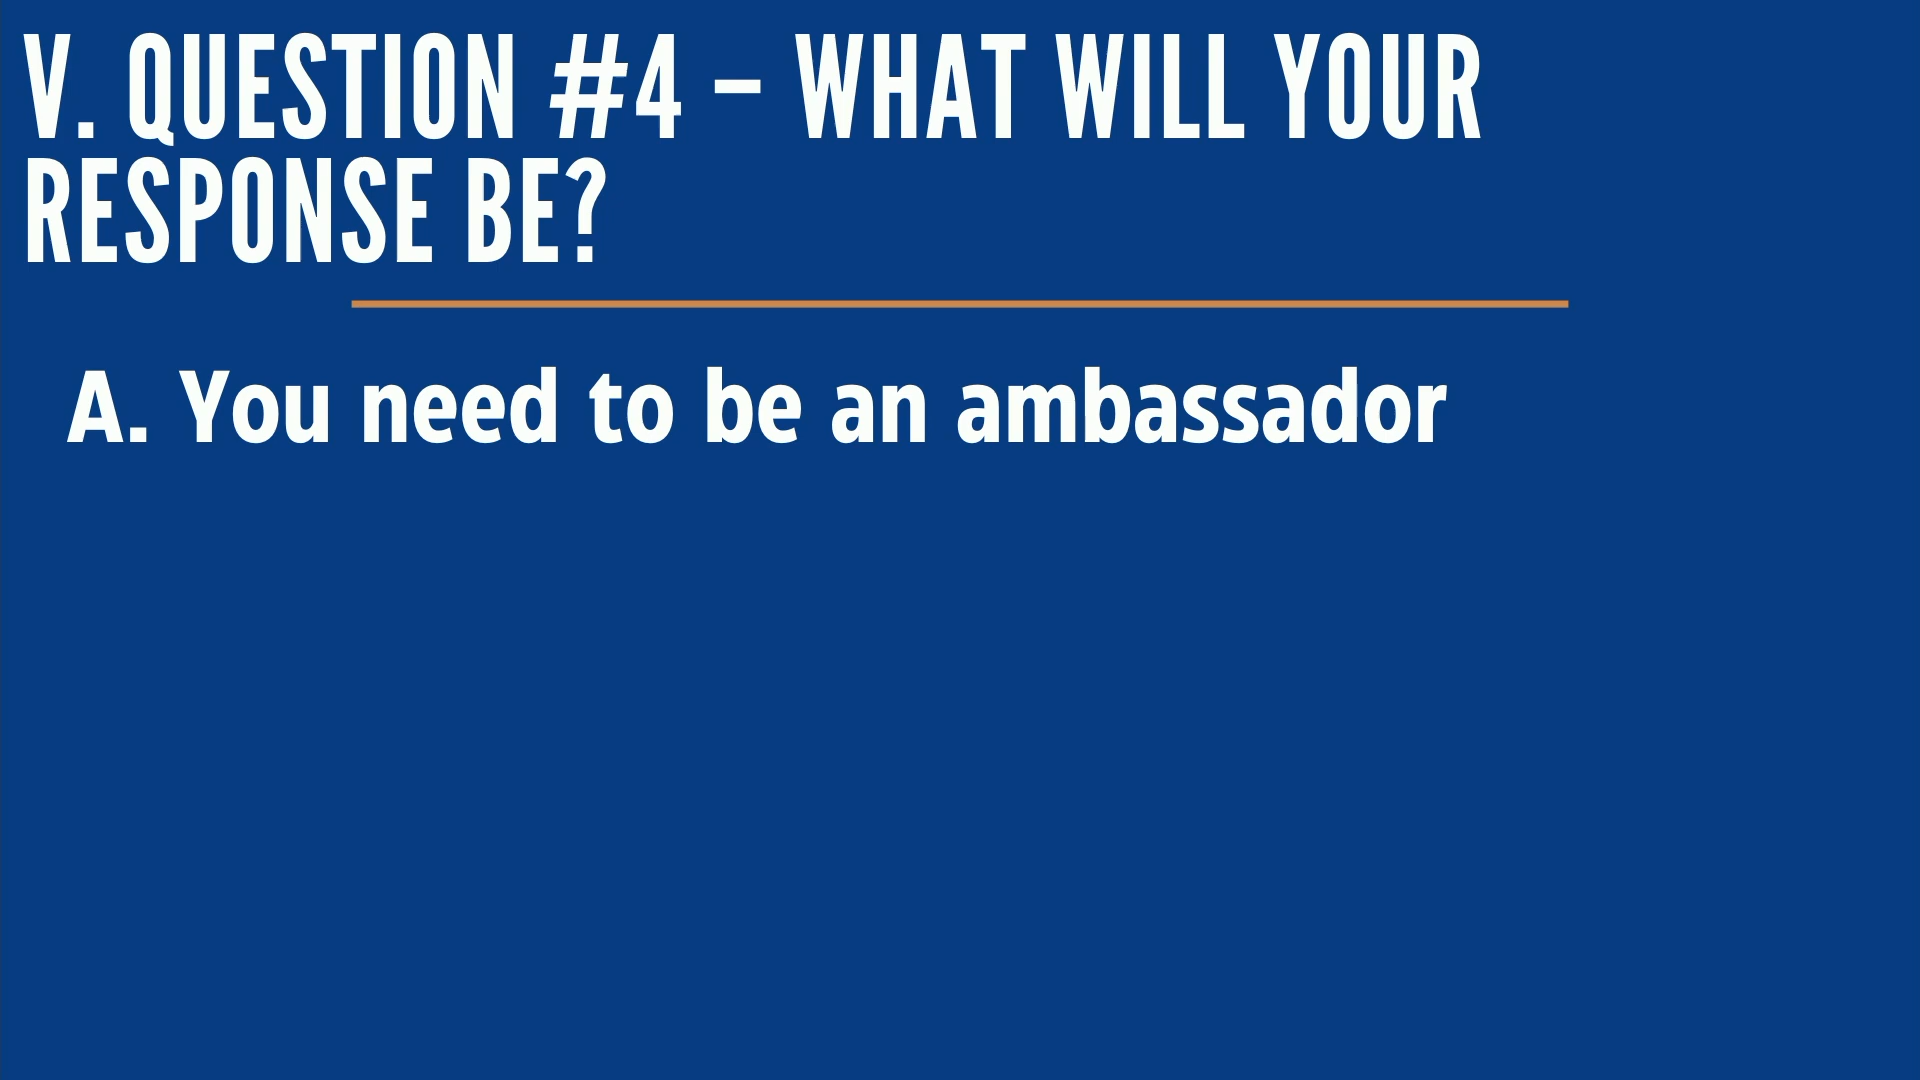 V. QUESTION #4 – WHAT WILL YOUR
RESPONSE BE?
A. You need to be an ambassador